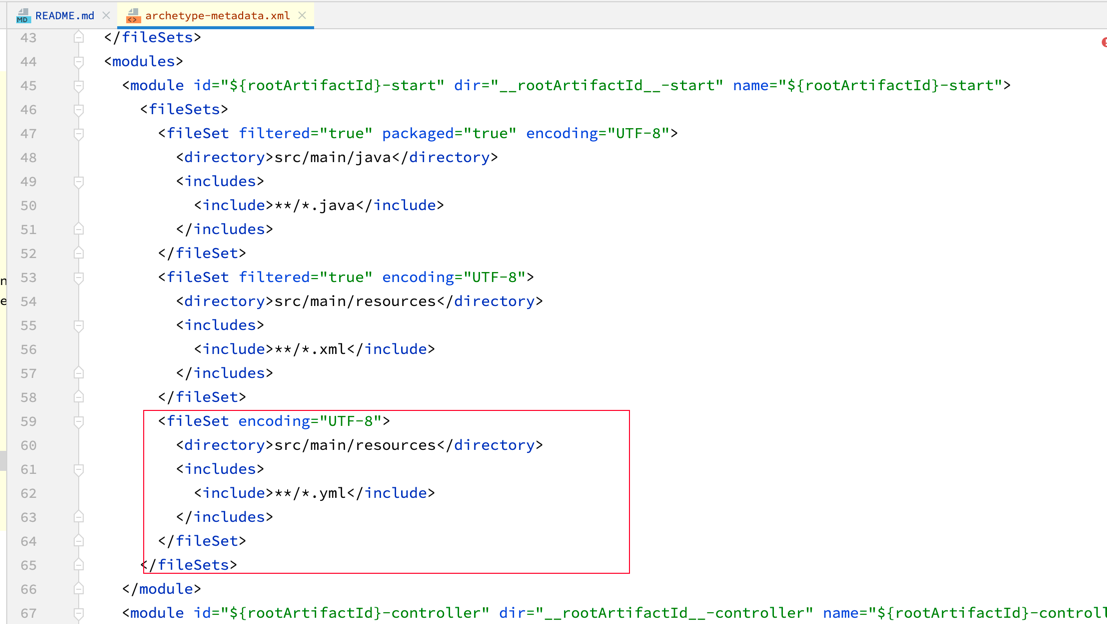 README.md
archetype-metadata.xml
43 </fileSets>
44 <modules>
45 <module id="${rootArtifactId}-start" dir="__rootArtifactId__-start" name="${rootArtifactId}-start">
46 <fileSets>
47 <fileSet filtered="true" packaged="true" encoding="UTF-8">
48 <directory>src/main/java</directory>
49 <includes>
50 <include>**/*.java</include>
51 </includes>
52 </fileSet>
53 <fileSet filtered="true" encoding="UTF-8">
54 <directory>src/main/resources</directory>
55 <includes>
56 <include>**/*.xml</include>
57 </includes>
58 </fileSet>
59 <fileSet encoding="UTF-8">
60 <directory>src/main/resources</directory>
61 <includes>
62 <include>**/*.yml</include>
63 </includes>
64 </fileSet>
65 </fileSets>
66 </module>
67 <module id="${rootArtifactId}-controller" dir="__rootArtifactId__-controller" name="${rootArtifactId}-controll